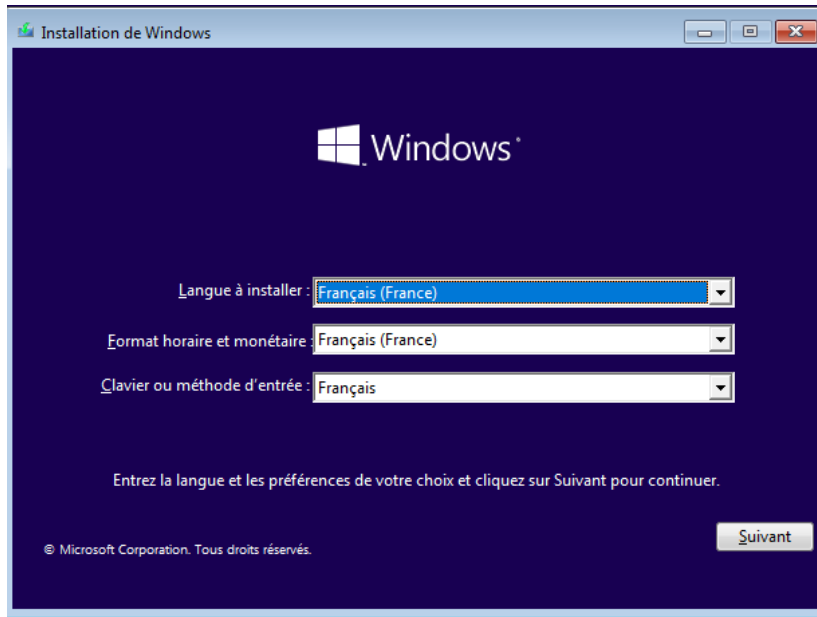 Installation de Windows
Windows
Langue à installer : Français (France)
Format horaire et monétaire : Français (France)
Clavier ou méthode d'entrée : Français
Entrez la langue et les préférences de votre choix et cliquez sur Suivant pour continuer.
Suivant
© Microsoft Corporation. Tous droits réservés.